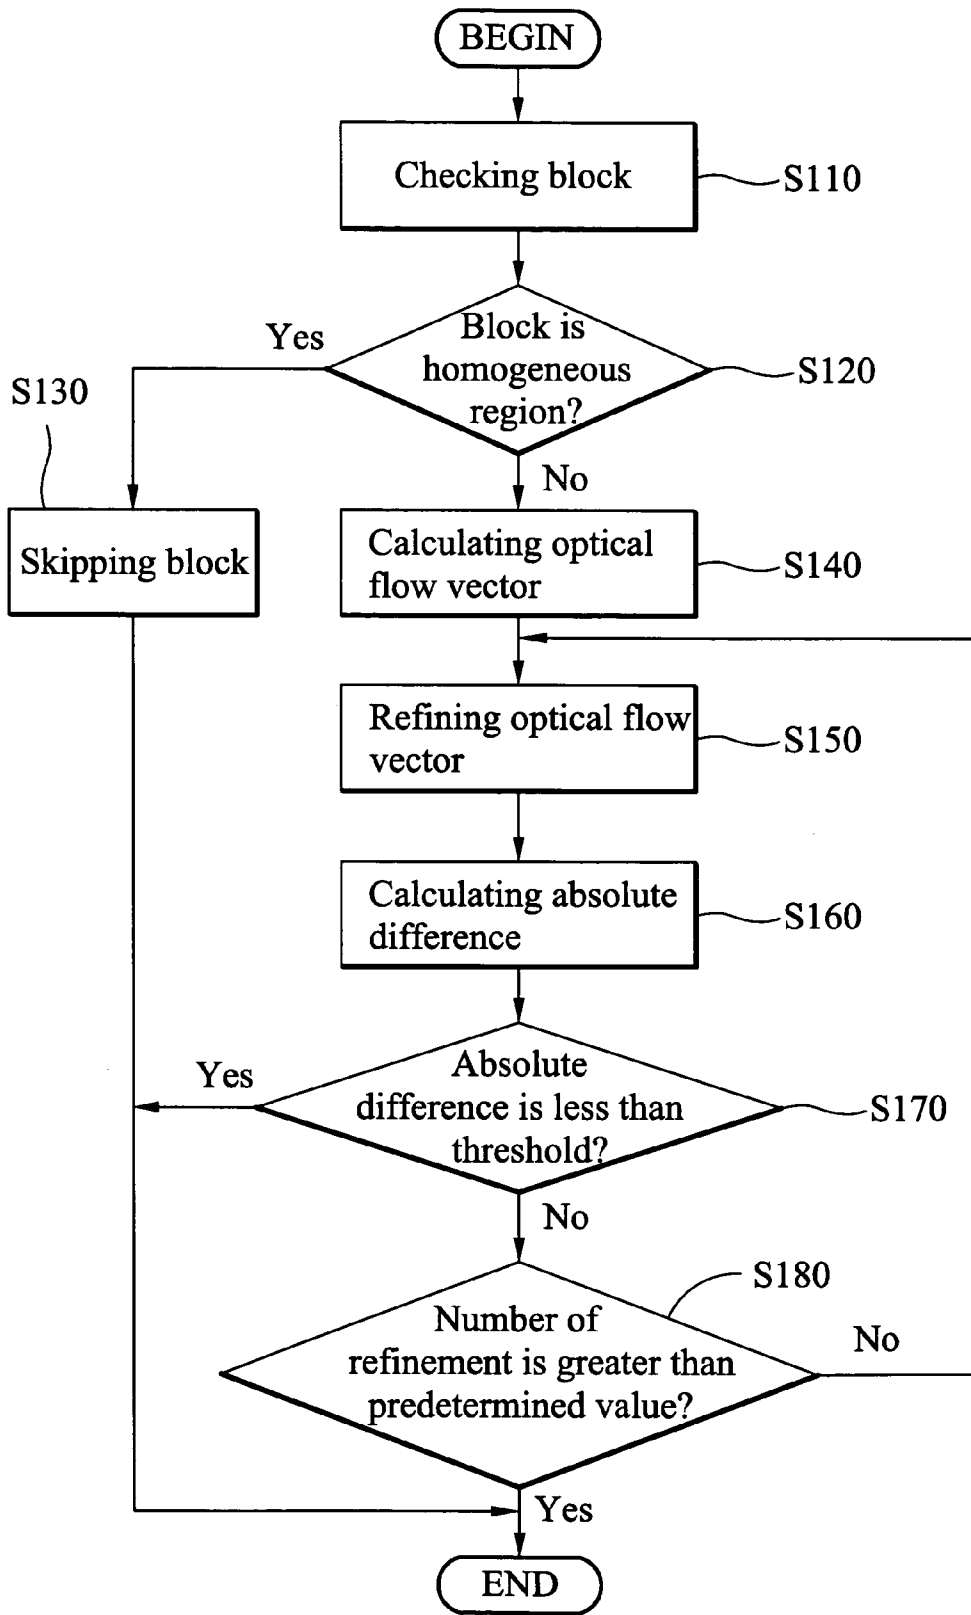 BEGIN
Checking block
S110
Block is
homogeneous
region?
S120
Yes
No
S130
Skipping block
Calculating optical
flow vector
S140
Refining optical flow
vector
S150
Calculating absolute
difference
S160
Absolute
difference is less than
threshold?
S170
Yes
No
S180
Number of
refinement is greater than
predetermined value?
No
Yes
END